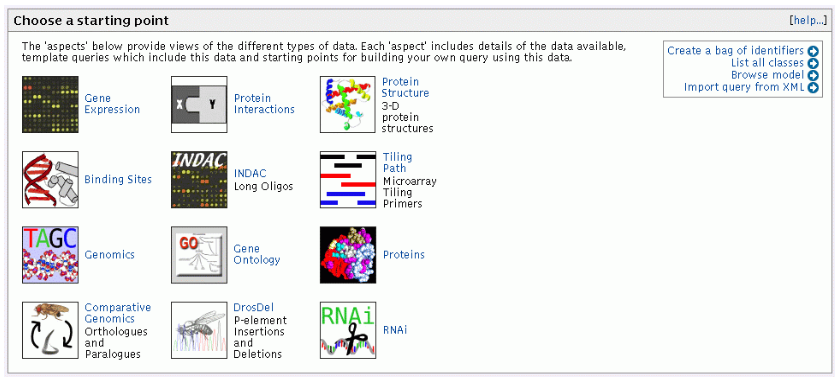 Choose a starting point
[help...]
The 'aspects' below provide views of the different types of data. Each 'aspect' includes details of the data available,
template queries which include this data and starting points for building your own query using this data.
Create a bag of identifiers
List all classes
Browse model
Import query from XML
Gene
Expression
X Y
Protein
Interactions
Protein
Structure
3-D
protein
structures
Binding Sites
INDAC
INDAC
Long Oligos
Tiling
Path
Microarray
Tiling
Primers
TAGC
Genomics
GO
Gene
Ontology
Proteins
Comparative
Genomics
Orthologues
and
Paralogues
DrosDel
P-element
Insertions
and
Deletions
RNAi
RNAi